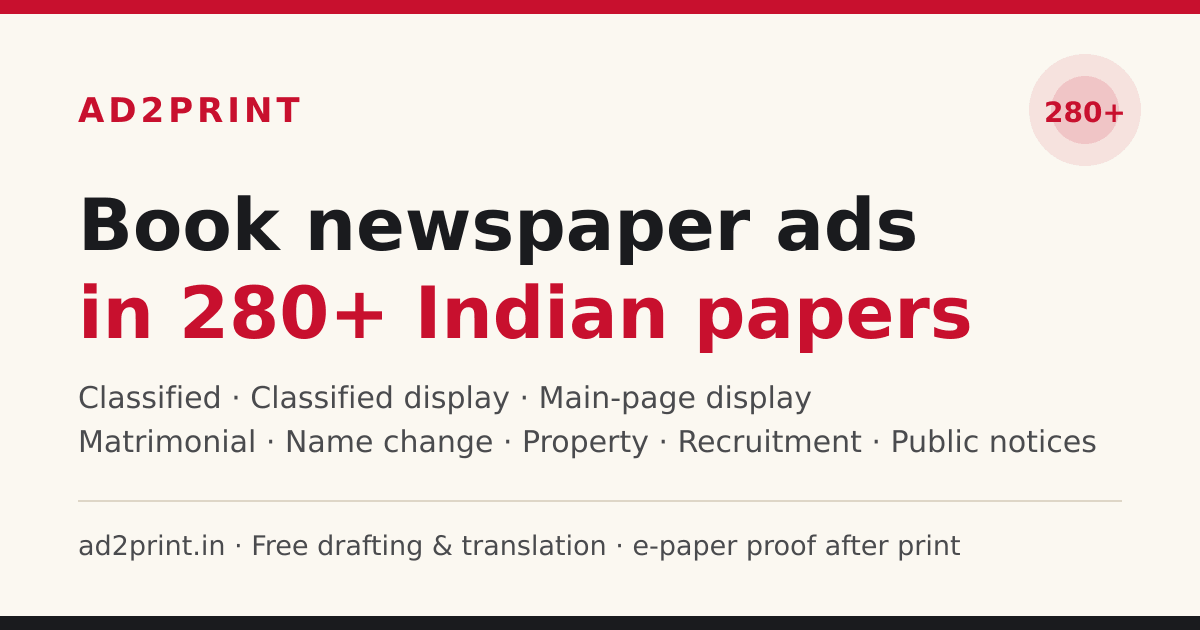 AD2PRINT
280+
Book newspaper ads
in 280+ Indian papers
Classified · Classified display · Main-page display
Matrimonial · Name change · Property · Recruitment · Public notices
ad2print.in · Free drafting & translation · e-paper proof after print